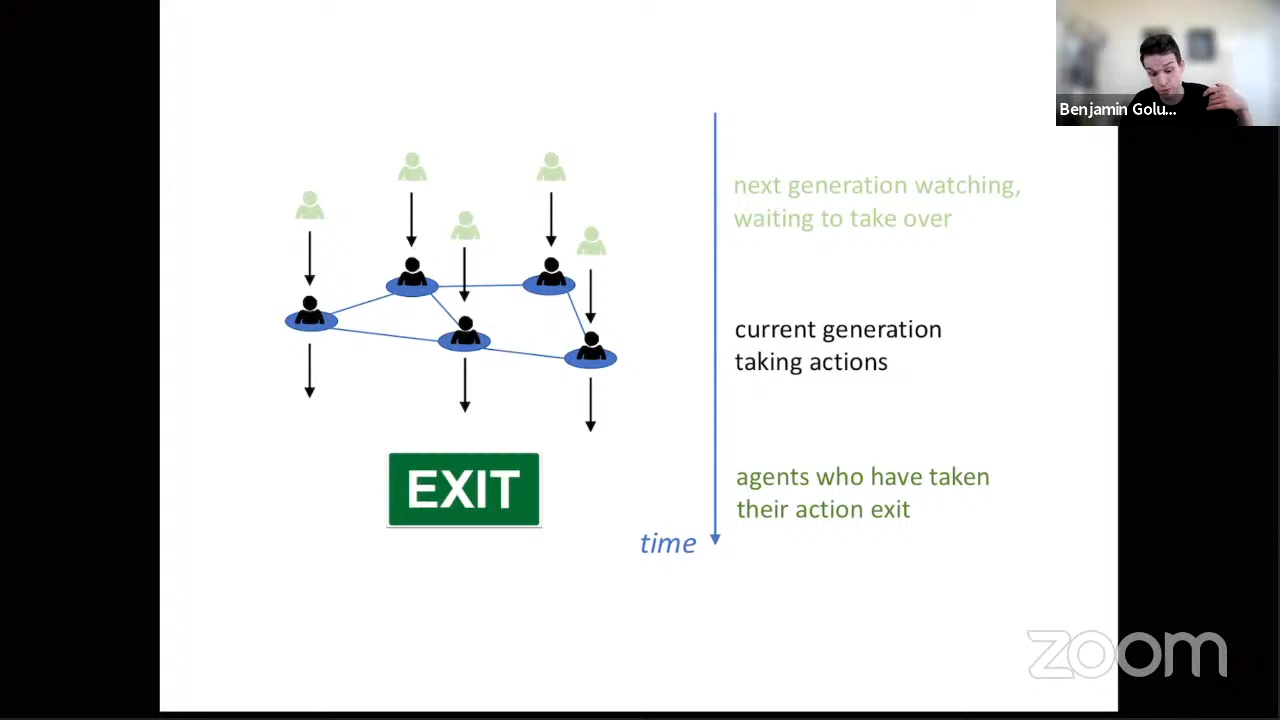 Benjamin Golu...
next generation watching,
waiting to take over
current generation
taking actions
EXIT
agents who have taken
their action exit
time
zoom